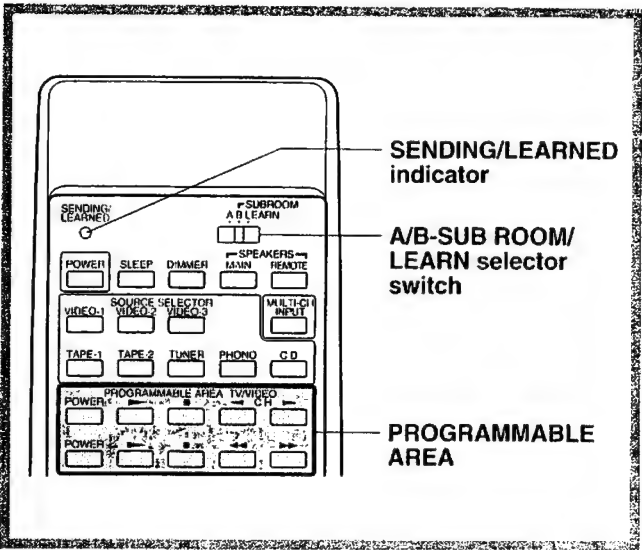 SENDING/LEARNED
indicator
A/B-SUB ROOM/
LEARN selector
switch
PROGRAMMABLE
AREA
SENDING/
LEARNED
SUBROOM
A B LEARN
SPEAKERS
POWER SLEEP DIMMER MAIN REMOTE
SOURCE SELECTOR
VIDEO-1 VIDEO-2 VIDEO-3
MULTI-CH
INPUT
TAPE-1 TAPE-2 TUNER PHONO CD
PROGRAMMABLE AREA TV/VIDEO
POWER ► ■ ◄ CH ►
POWER ► ■ ◄◄ ►►